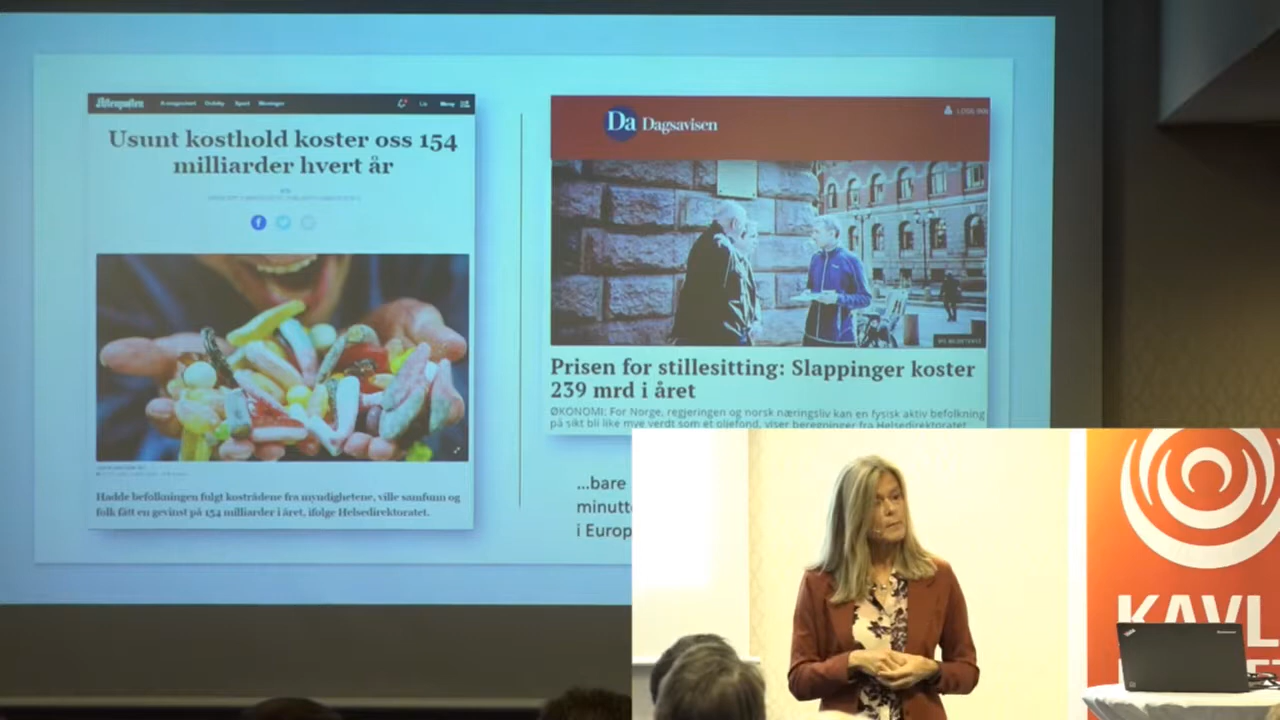 Aftenposten
Usunt kosthold koster oss 154
milliarder hvert år
Hadde befolkningen fulgt kostrådene fra myndighetene, ville samfunn og
folk fått en gevinst på 154 milliarder i året, ifølge Helsedirektoratet.
Da Dagsavisen
LOGG INN
Prisen for stillesitting: Slappinger koster
239 mrd i året
ØKONOMI: For Norge, regjeringen og norsk næringsliv kan en fysisk aktiv befolkning
på sikt bli like mye verdt som et oljefond, viser beregninger fra Helsedirektoratet.
...bare
minutt
i Europ
KAVL